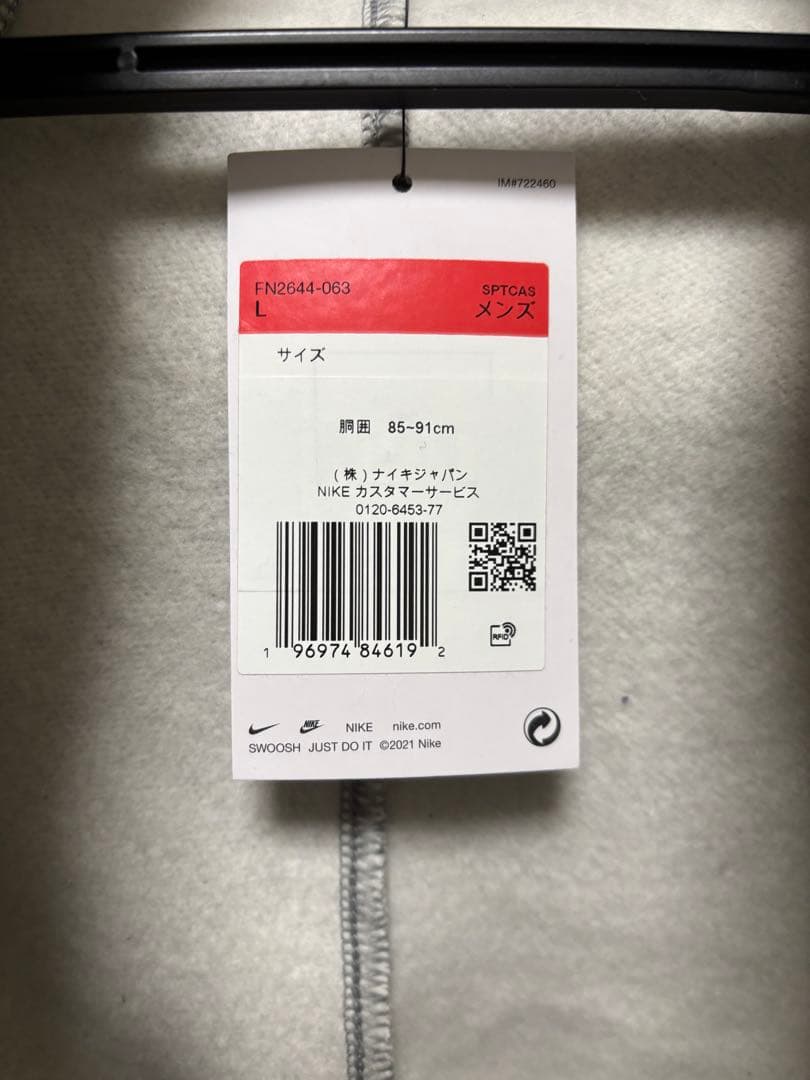 IM#722460
FN2644-063 SPTCAS
L メンズ
サイズ
胴囲 85~91cm
(株)ナイキジャパン
NIKE カスタマーサービス
0120-6453-77
RFID
1 96974 84619 2
NIKE NIKE nike.com
SWOOSH JUST DO IT ©2021 Nike